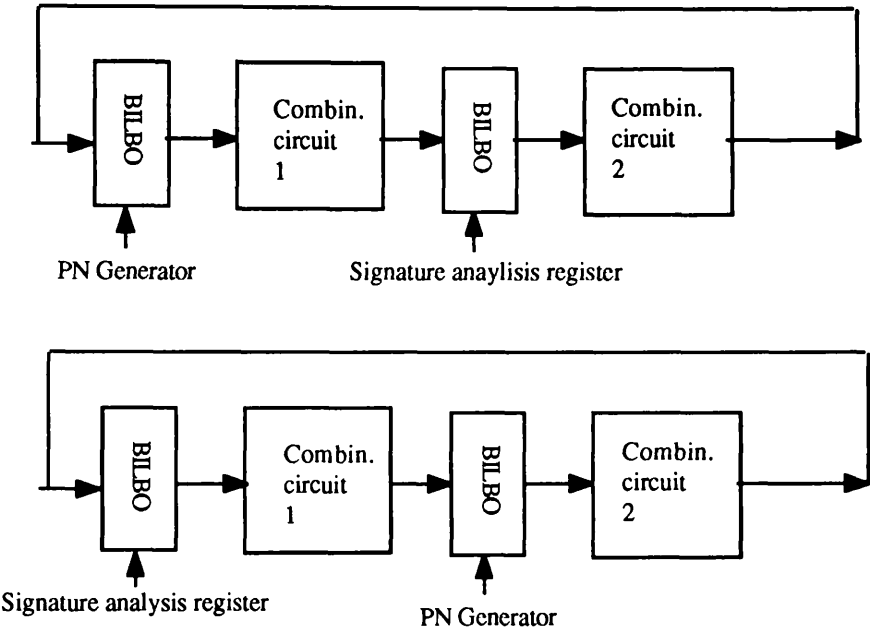 BILBO
Combin.
circuit
1
BILBO
Combin.
circuit
2
PN Generator
Signature anaylisis register
BILBO
Combin.
circuit
1
BILBO
Combin.
circuit
2
Signature analysis register
PN Generator